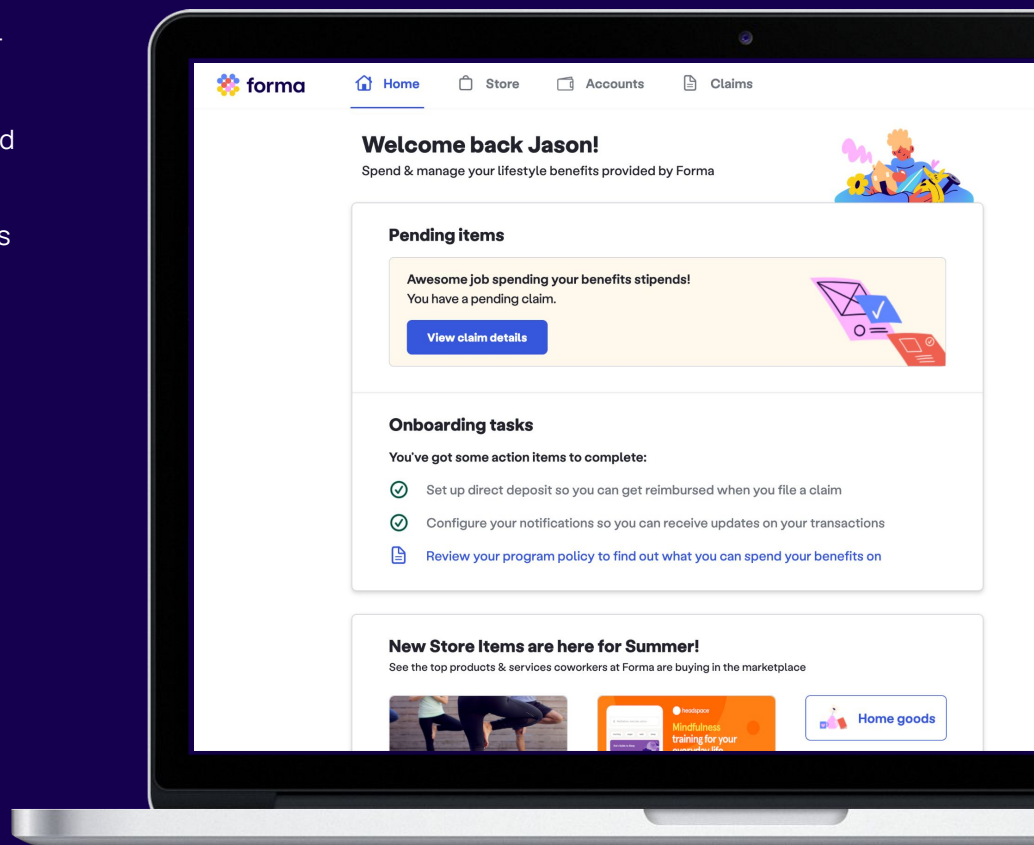 d
s
forma
Home
Store
Accounts
Claims
Welcome back Jason!
Spend & manage your lifestyle benefits provided by Forma
Pending items
Awesome job spending your benefits stipends!
You have a pending claim.
View claim details
Onboarding tasks
You've got some action items to complete:
Set up direct deposit so you can get reimbursed when you file a claim
Configure your notifications so you can receive updates on your transactions
Review your program policy to find out what you can spend your benefits on
New Store Items are here for Summer!
See the top products & services coworkers at Forma are buying in the marketplace
headspace
Mindfulness
training for your
everyday life
Home goods